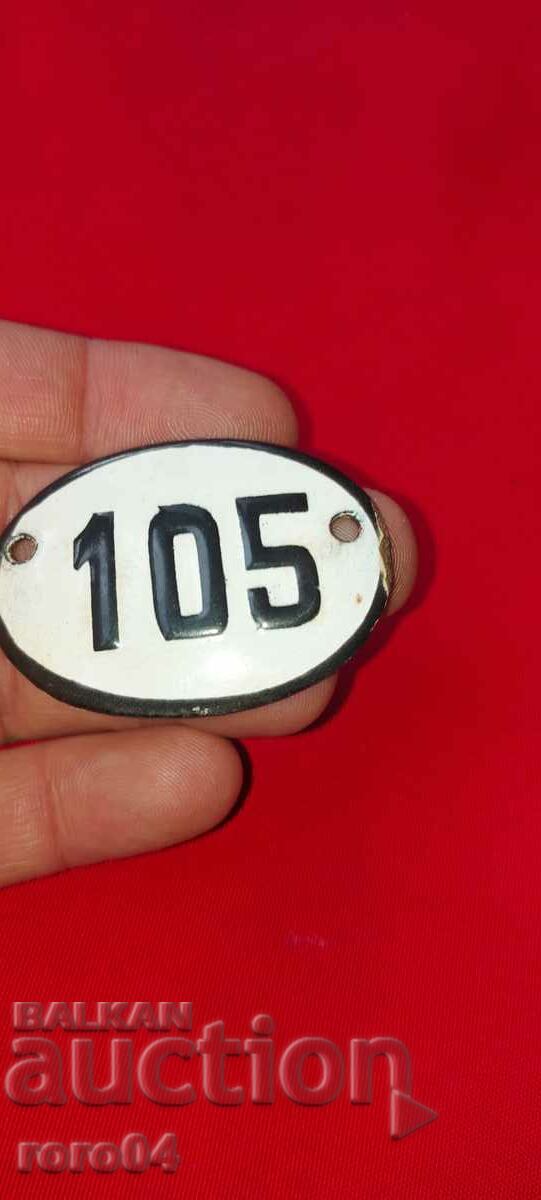 105
BALKAN
auction
roro04